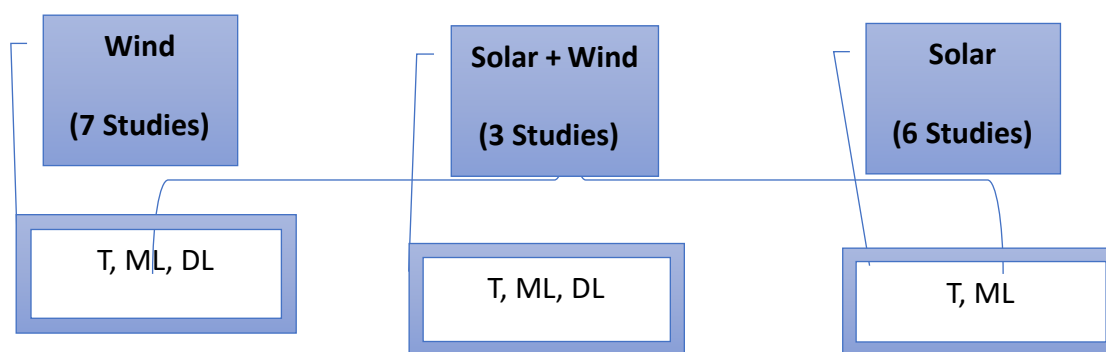 Wind
(7 Studies)
Solar + Wind
(3 Studies)
Solar
(6 Studies)
T, ML, DL
T, ML, DL
T, ML